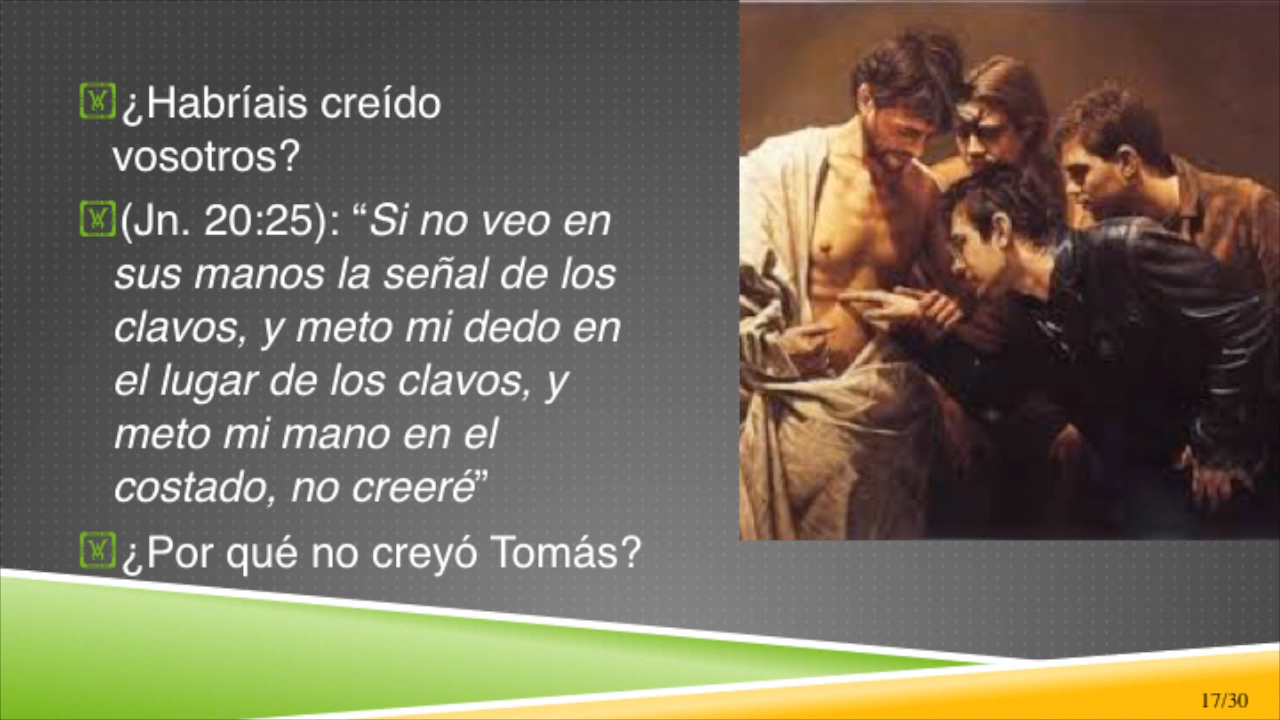 ¿Habríais creído
vosotros?
(Jn. 20:25): “Si no veo en
sus manos la señal de los
clavos, y meto mi dedo en
el lugar de los clavos, y
meto mi mano en el
costado, no creeré”
¿Por qué no creyó Tomás?
17/30